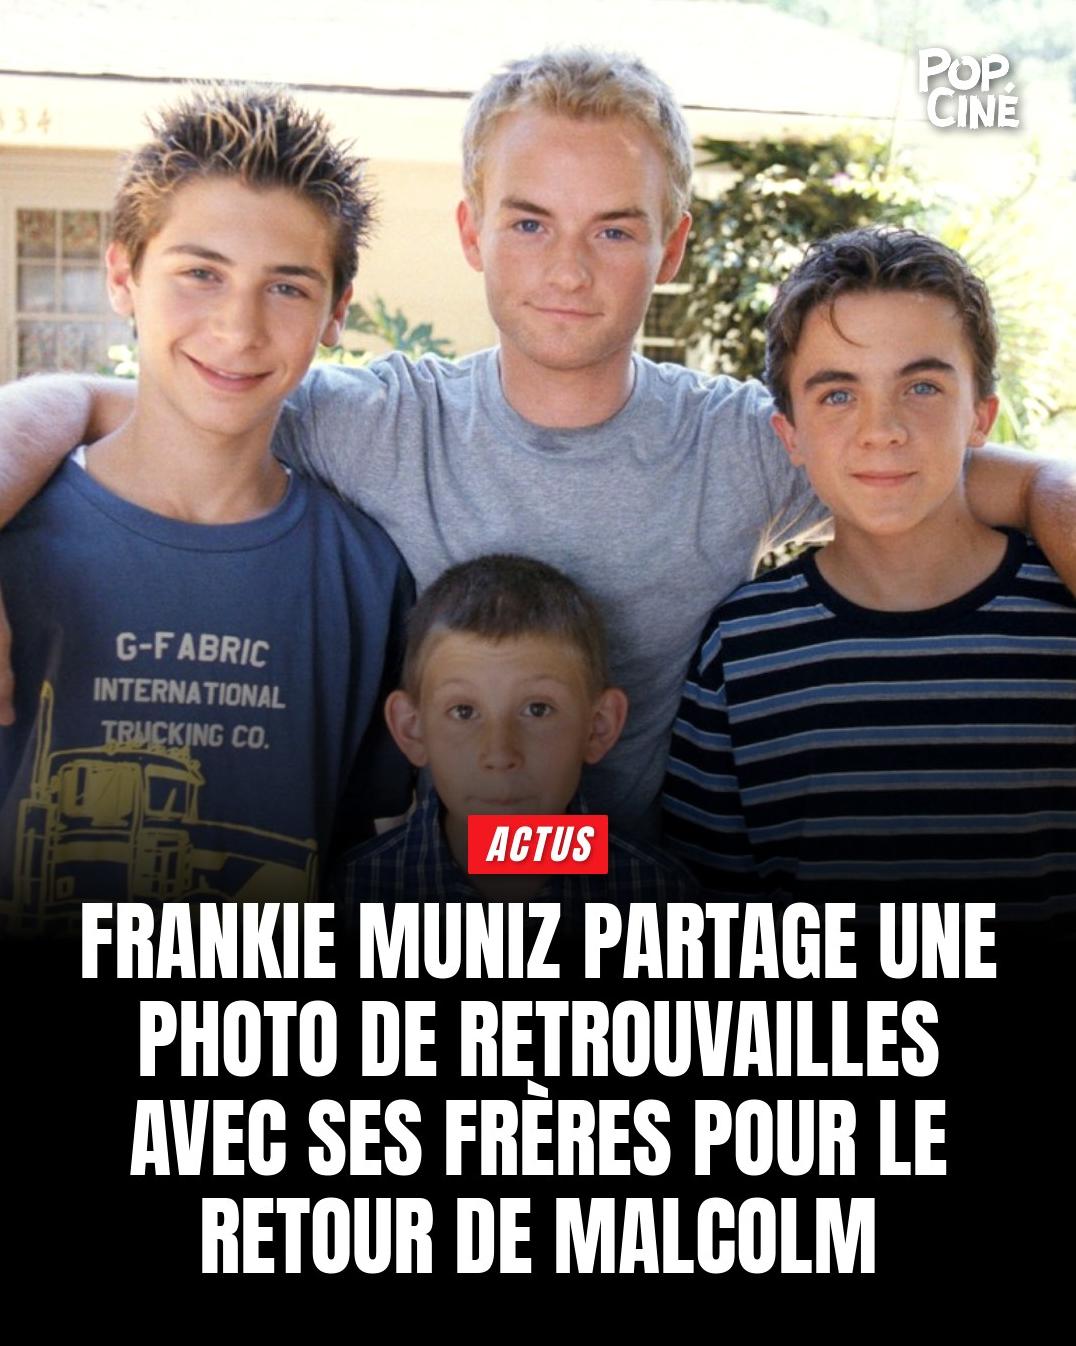 334
POP
CINÉ
G-FABRIC
INTERNATIONAL
TRUCKING CO.
ACTUS
FRANKIE MUNIZ PARTAGE UNE
PHOTO DE RETROUVAILLES
AVEC SES FRÈRES POUR LE
RETOUR DE MALCOLM